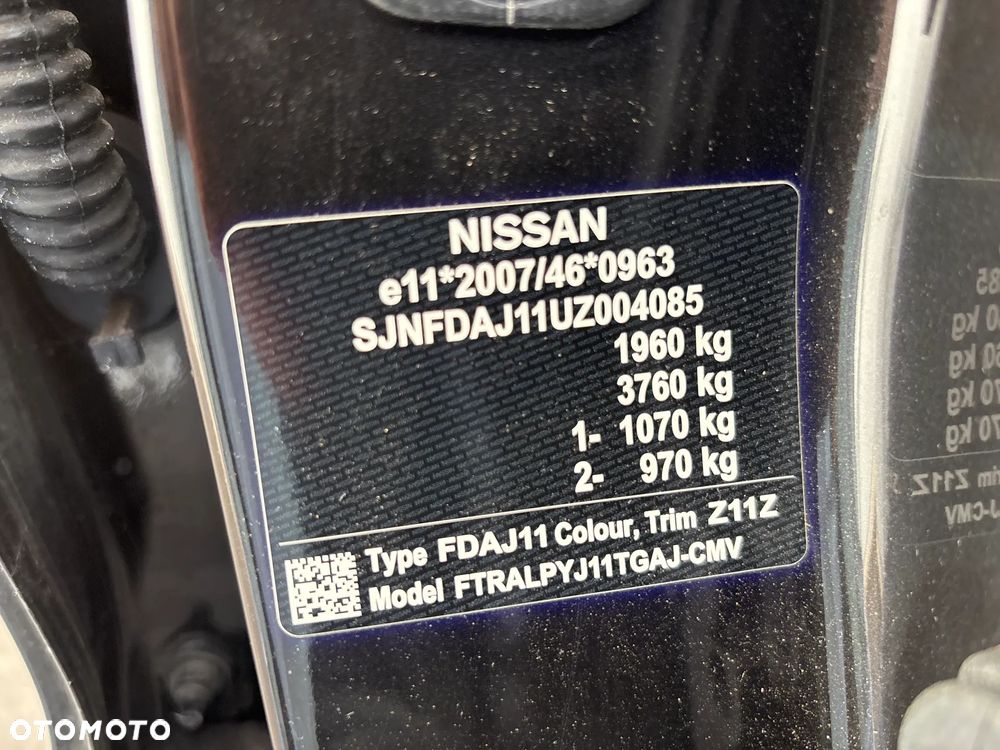 NISSAN
e11*2007/46*0963
SJNFDAJ11UZ004085
1960 kg
3760 kg
1- 1070 kg
2- 970 kg
Type FDAJ11 Colour, Trim Z11Z
Model FTRALPYJ11TGAJ-CMV
OTOMOTO